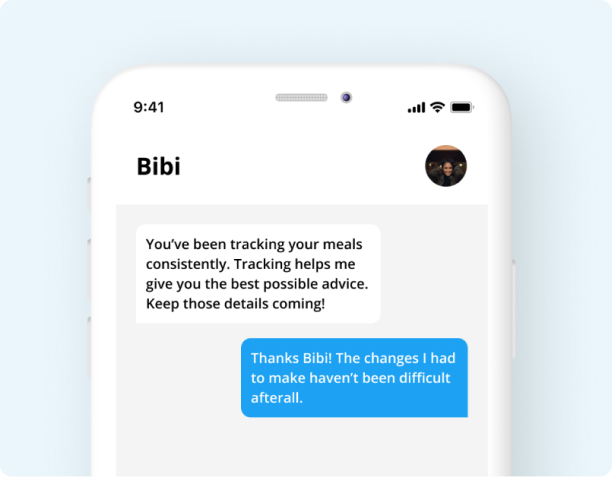 9:41
Bibi
You’ve been tracking your meals
consistently. Tracking helps me
give you the best possible advice.
Keep those details coming!
Thanks Bibi! The changes I had
to make haven’t been difficult
afterall.